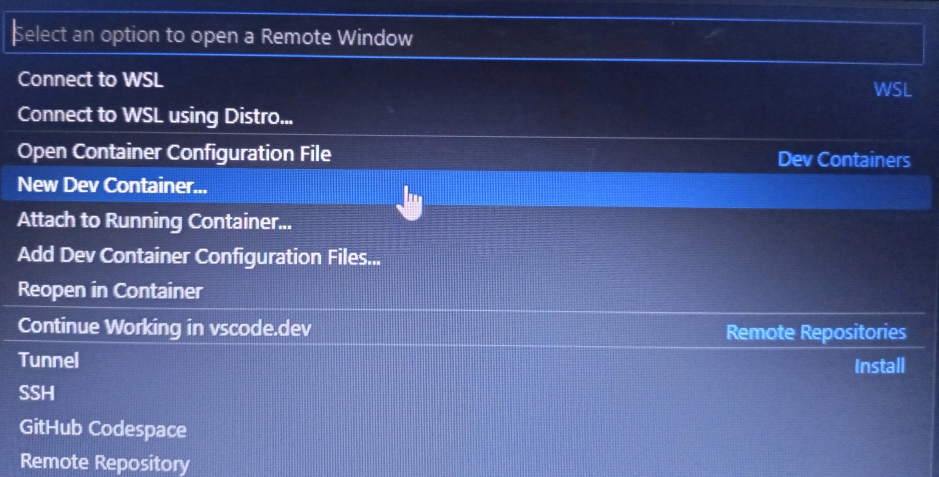 Select an option to open a Remote Window
Connect to WSL
WSL
Connect to WSL using Distro...
Open Container Configuration File
Dev Containers
New Dev Container...
Attach to Running Container...
Add Dev Container Configuration Files...
Reopen in Container
Continue Working in vscode.dev
Remote Repositories
Tunnel
Install
SSH
GitHub Codespace
Remote Repository